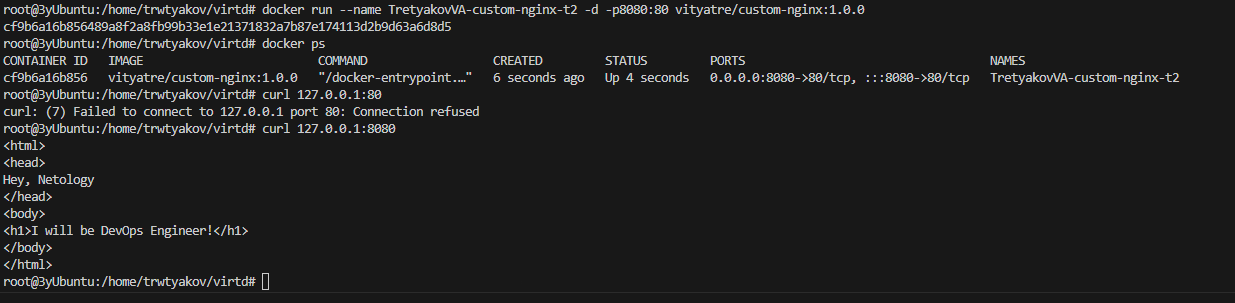 root@3yUbuntu:/home/trwtyakov/virtd# docker run --name TretyakovVA-custom-nginx-t2 -d -p8080:80 vityatre/custom-nginx:1.0.0
cf9b6a16b856489a8f2a8fb99b33e1e21371832a7b87e174113d2b9d63a6d8d5
root@3yUbuntu:/home/trwtyakov/virtd# docker ps
CONTAINER ID   IMAGE                         COMMAND                  CREATED         STATUS         PORTS                                   NAMES
cf9b6a16b856   vityatre/custom-nginx:1.0.0   "/docker-entrypoint.…"   6 seconds ago   Up 4 seconds   0.0.0.0:8080->80/tcp, :::8080->80/tcp   TretyakovVA-custom-nginx-t2
root@3yUbuntu:/home/trwtyakov/virtd# curl 127.0.0.1:80
curl: (7) Failed to connect to 127.0.0.1 port 80: Connection refused
root@3yUbuntu:/home/trwtyakov/virtd# curl 127.0.0.1:8080
<html>
<head>
Hey, Netology
</head>
<body>
<h1>I will be DevOps Engineer!</h1>
</body>
</html>
root@3yUbuntu:/home/trwtyakov/virtd#